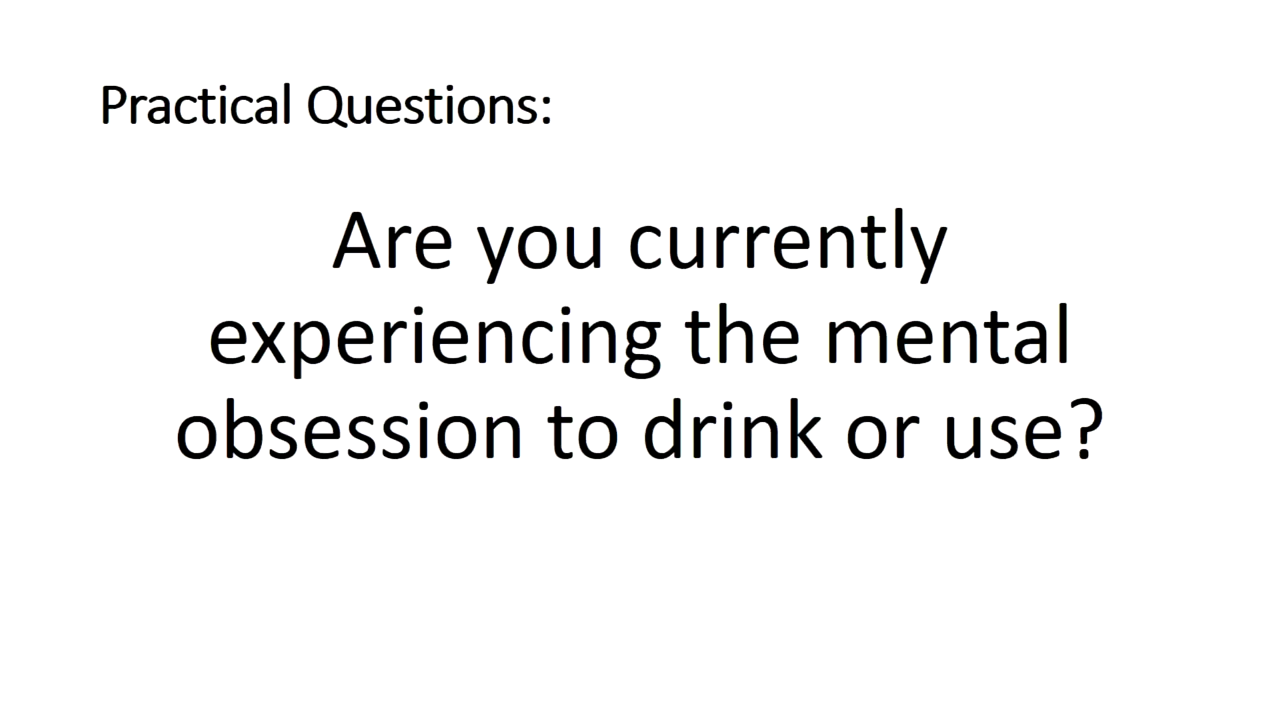 Practical Questions:
Are you currently
experiencing the mental
obsession to drink or use?